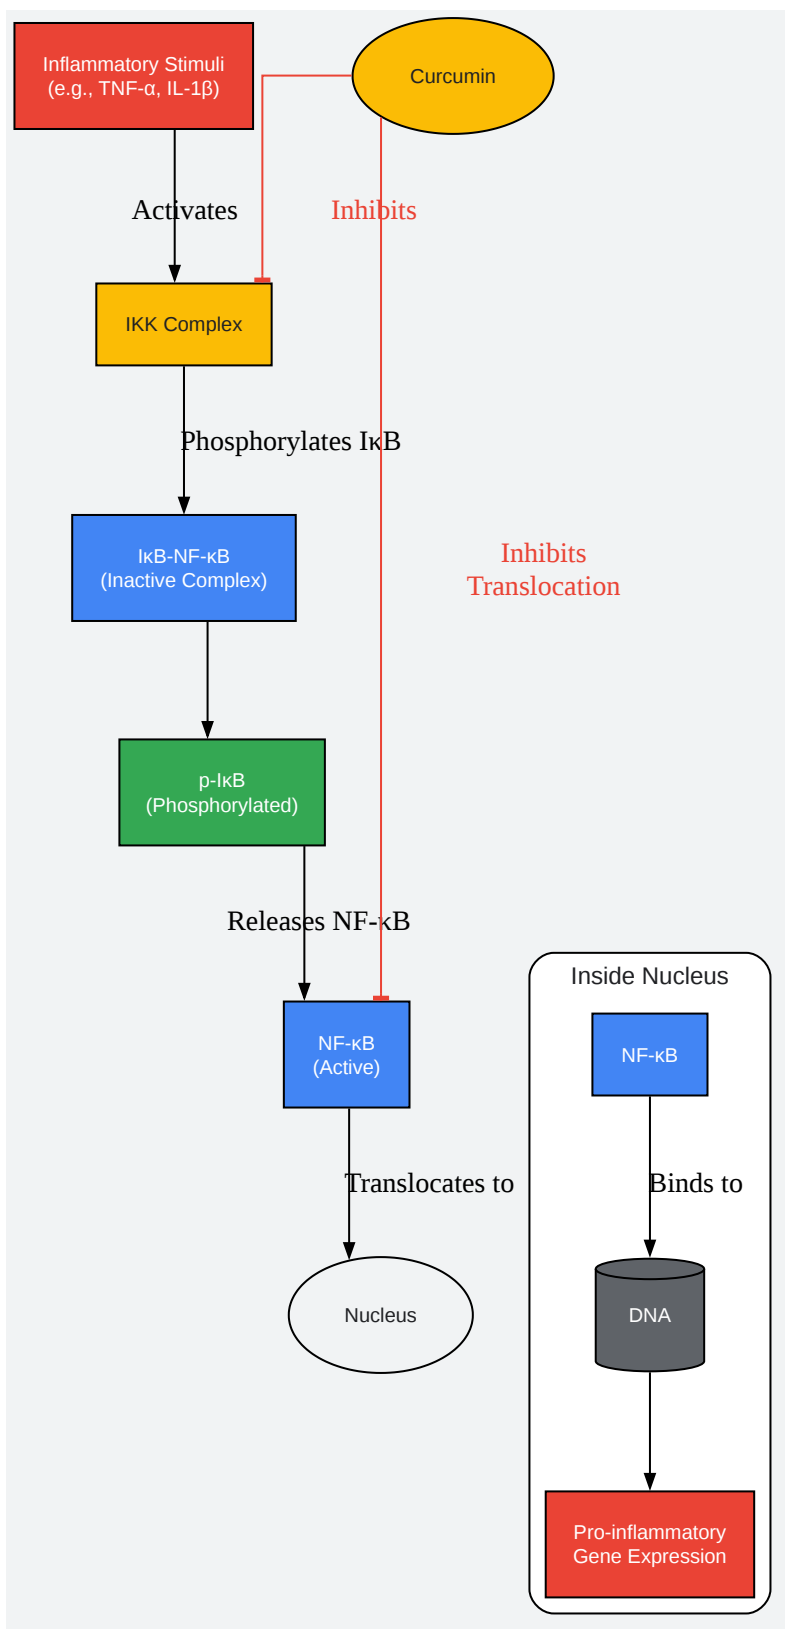 Inflammatory Stimuli
(e.g., TNF-α, IL-1β)
Curcumin
Activates
Inhibits
IKK Complex
Phosphorylates IκB
IκB-NF-κB
(Inactive Complex)
Inhibits
Translocation
p-IκB
(Phosphorylated)
Releases NF-κB
NF-κB
(Active)
Translocates to
Nucleus
Inside Nucleus
NF-κB
Binds to
DNA
Pro-inflammatory
Gene Expression